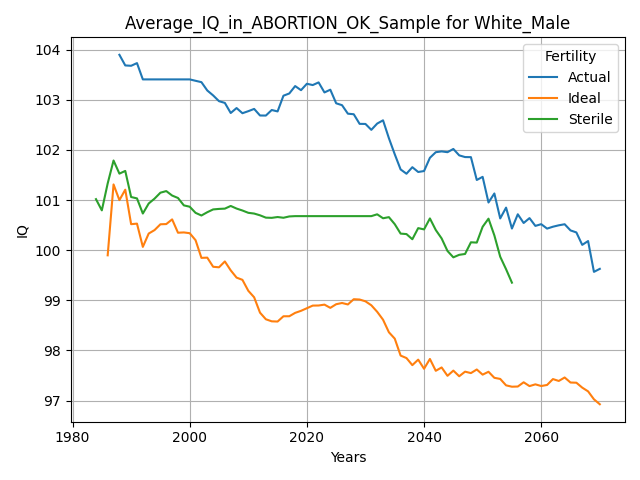 Average_IQ_in_ABORTION_OK_Sample for White_Male
Fertility
Actual
Ideal
Sterile
104
103
102
101
100
99
98
97
IQ
1980
2000
2020
2040
2060
Years